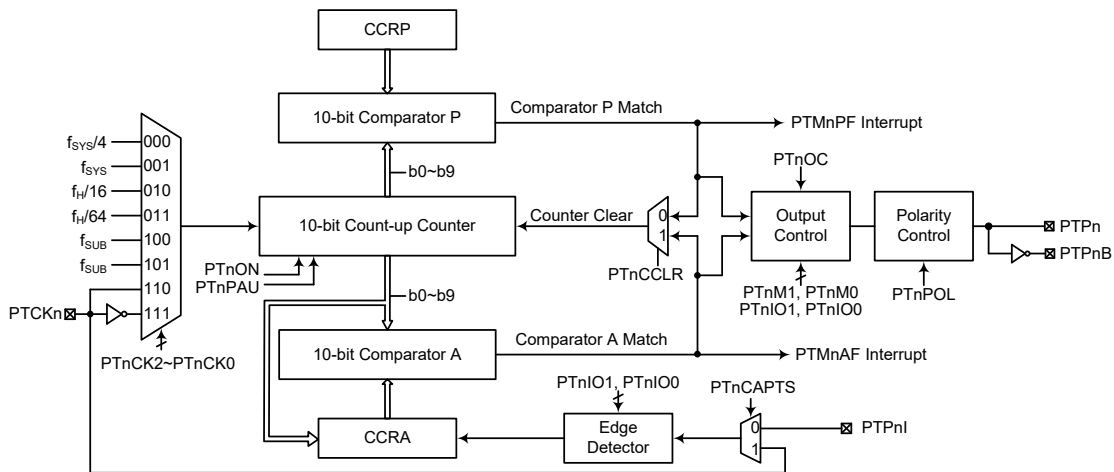 CCRP
10-bit Comparator P
Comparator P Match
PTMnPF Interrupt
b0~b9
fSYS/4
000
fSYS
001
fH/16
010
fH/64
011
fSUB
100
fSUB
101
110
111
PTCKn
PTnCK2~PTnCK0
10-bit Count-up Counter
Counter Clear
0
1
PTnCCLR
PTnON
PTnPAU
b0~b9
PTnOC
Output
Control
PTnM1, PTnM0
PTnIO1, PTnIO0
Polarity
Control
PTnPOL
PTPn
PTPnB
10-bit Comparator A
Comparator A Match
PTMnAF Interrupt
CCRA
PTnIO1, PTnIO0
Edge
Detector
PTnCAPTS
0
1
PTPnI